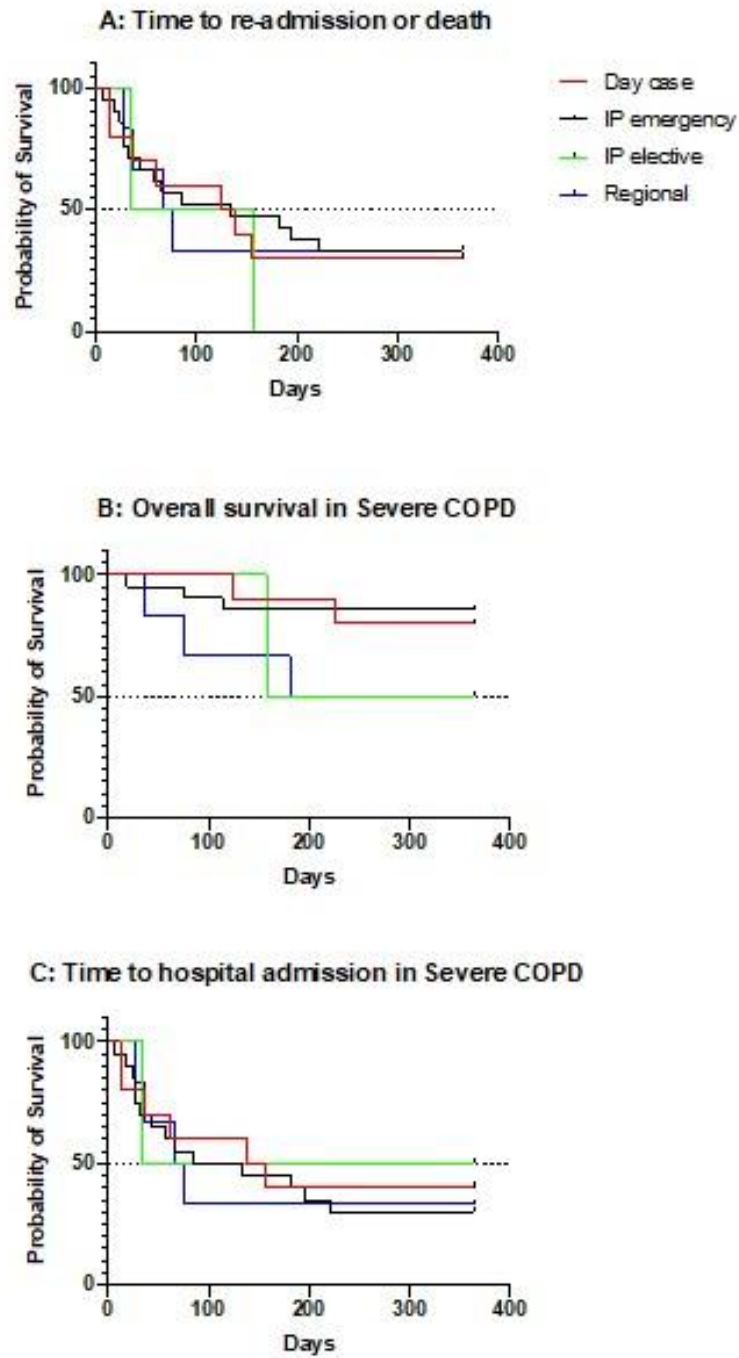 A: Time to re-admission or death
Probability of Survival
100
50
0
0 100 200 300 400
Days
Day case
IP emergency
IP elective
Regional
B: Overall survival in Severe COPD
Probability of Survival
100
50
0
0 100 200 300 400
Days
C: Time to hospital admission in Severe COPD
Probability of Survival
100
50
0
0 100 200 300 400
Days